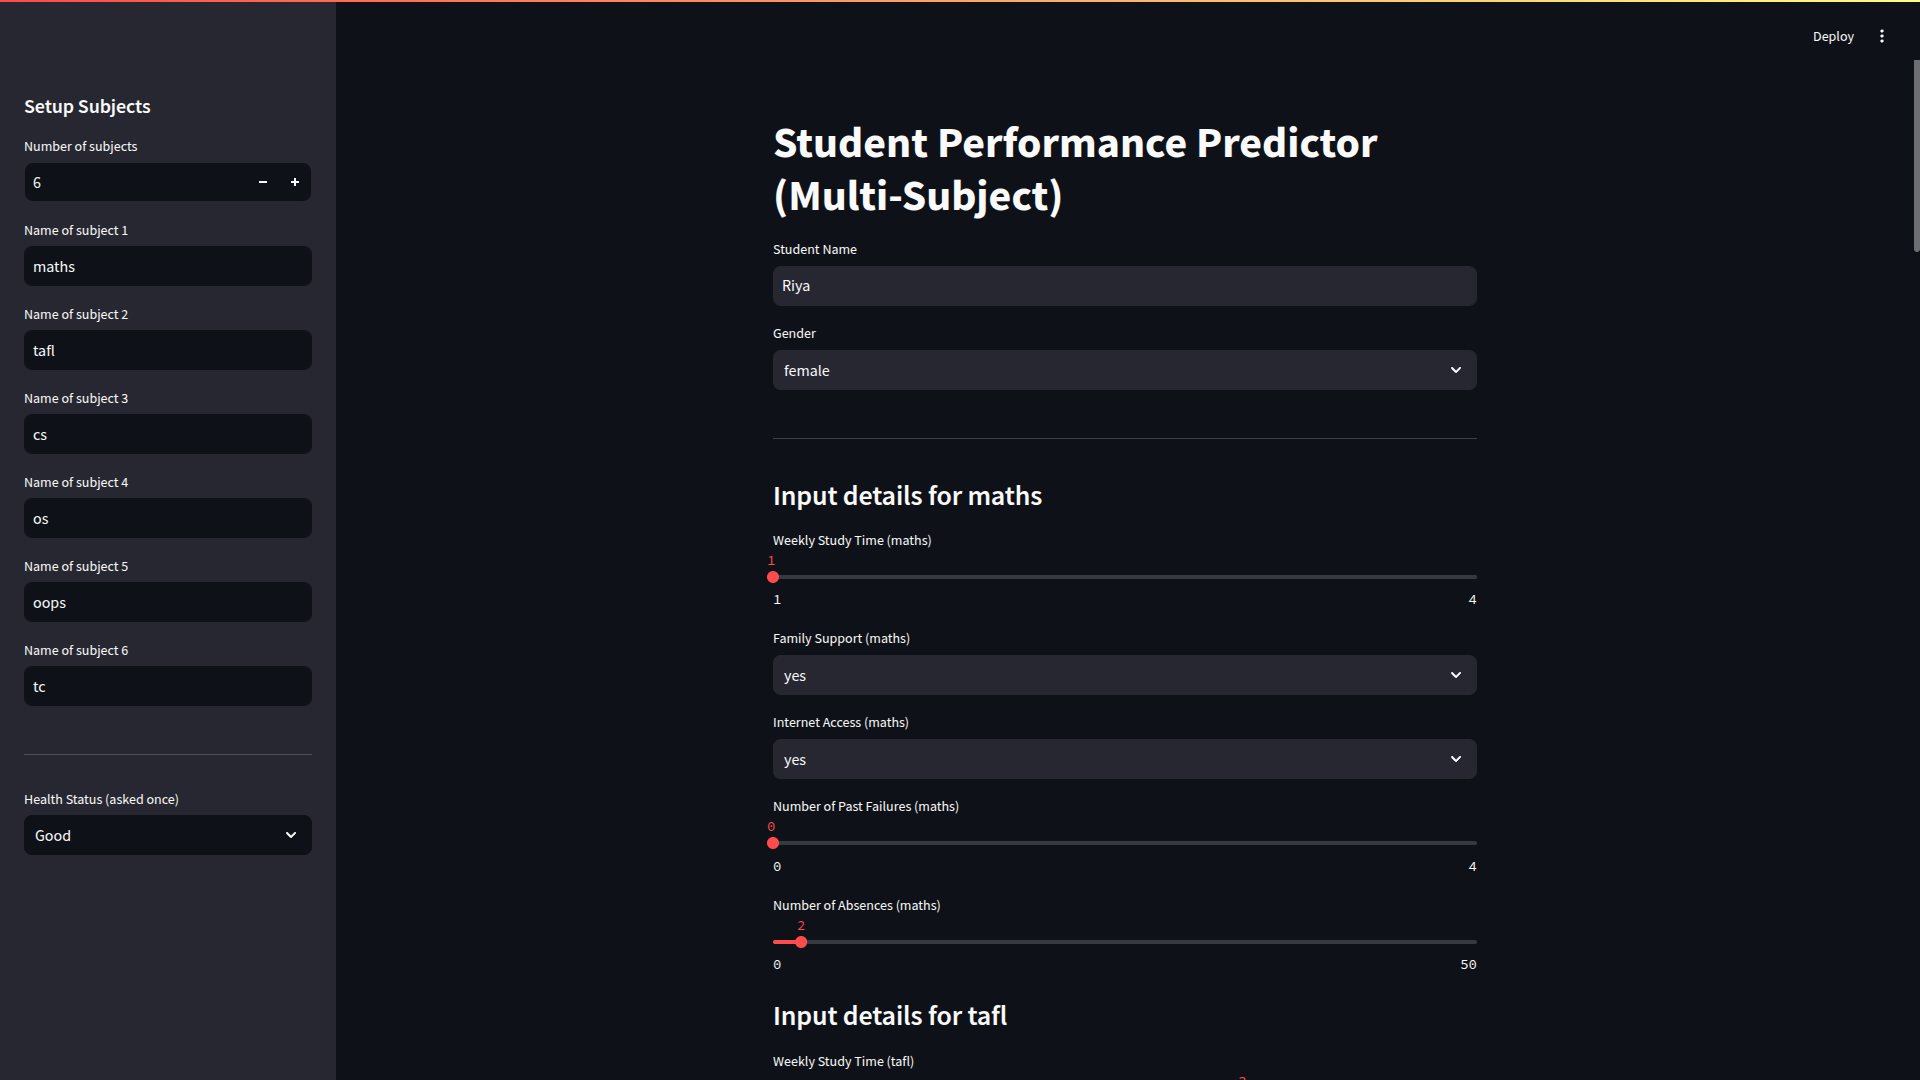 Deploy
Setup Subjects
Number of subjects
6
Name of subject 1
maths
Name of subject 2
tafl
Name of subject 3
cs
Name of subject 4
os
Name of subject 5
oops
Name of subject 6
tc
Health Status (asked once)
Good
Student Performance Predictor
(Multi-Subject)
Student Name
Riya
Gender
female
Input details for maths
Weekly Study Time (maths)
1
1 4
Family Support (maths)
yes
Internet Access (maths)
yes
Number of Past Failures (maths)
0
0 4
Number of Absences (maths)
2
0 50
Input details for tafl
Weekly Study Time (tafl)